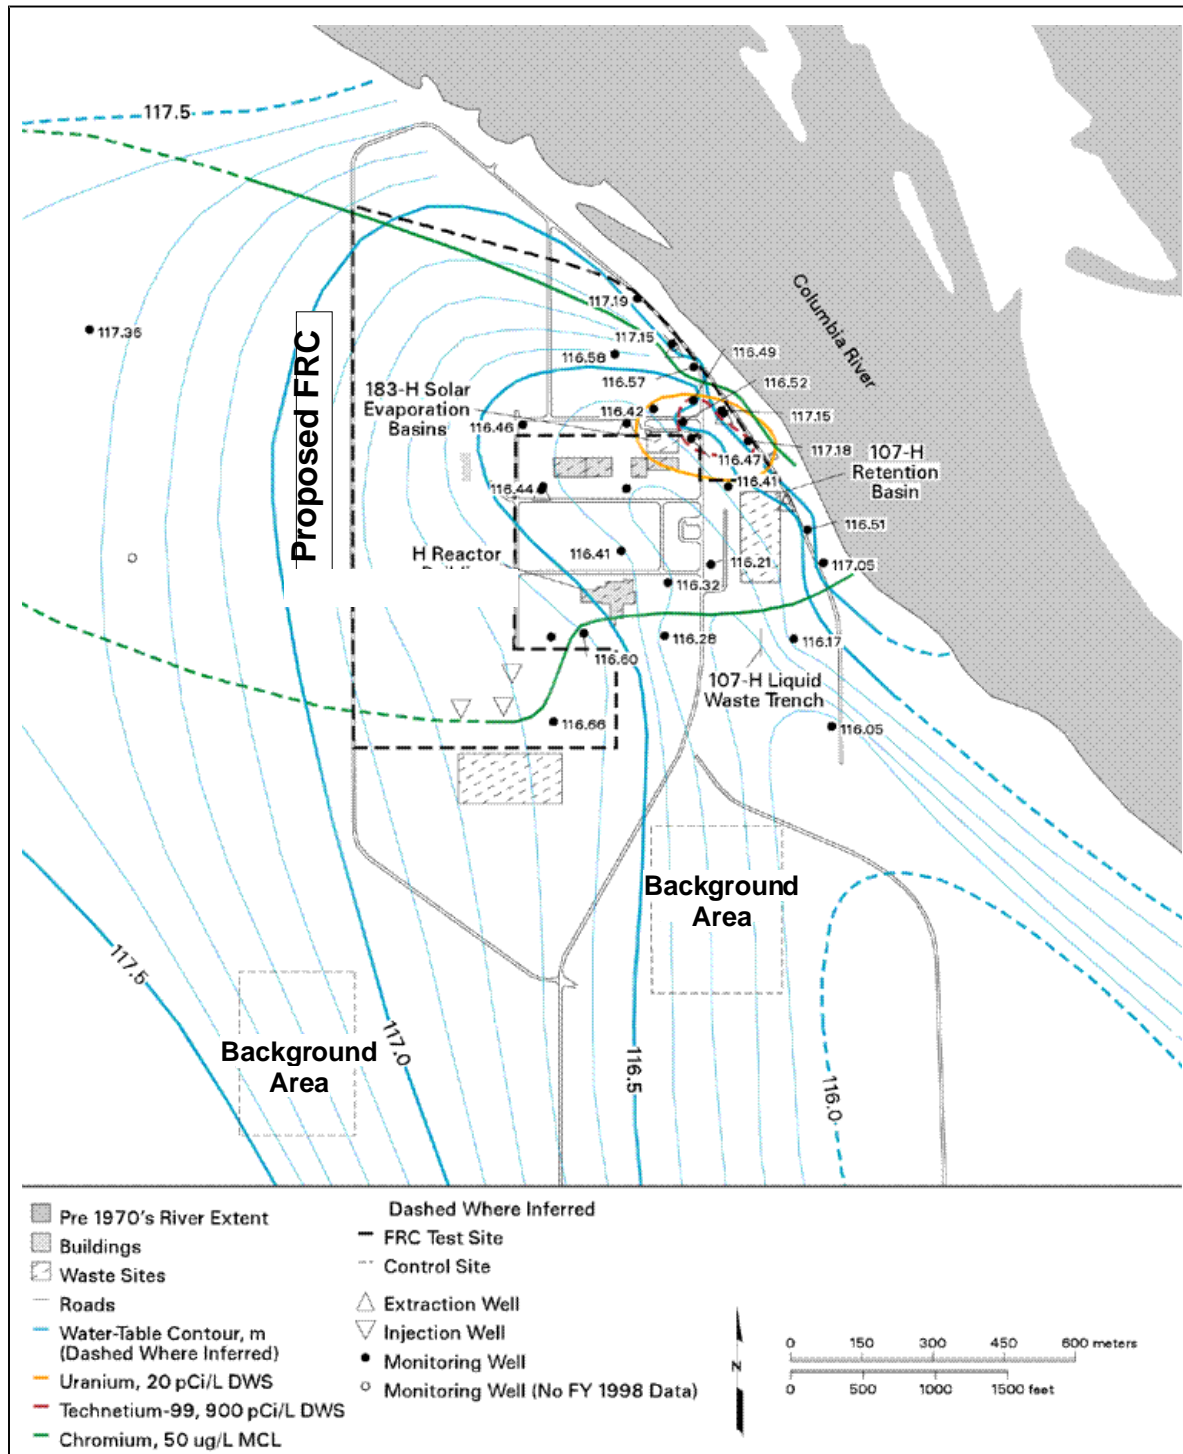 117.5
117.36
Proposed FRC
117.19
117.15
116.58
116.57
Columbia River
116.49
116.52
183-H Solar
Evaporation
Basins
116.42
116.46
117.15
117.18
116.47
107-H
Retention
Basin
116.41
116.44
116.51
H Reactor
116.41
116.21
117.05
116.32
116.28
116.17
116.60
107-H Liquid
Waste Trench
116.66
116.05
Background
Area
117.5
117.0
Background
Area
116.5
116.0
Pre 1970's River Extent
Buildings
Waste Sites
Roads
Water-Table Contour, m
(Dashed Where Inferred)
Uranium, 20 pCi/L DWS
Technetium-99, 900 pCi/L DWS
Chromium, 50 ug/L MCL
Dashed Where Inferred
FRC Test Site
Control Site
Extraction Well
Injection Well
Monitoring Well
Monitoring Well (No FY 1998 Data)
N
0 150 300 450 600 meters
0 500 1000 1500 feet